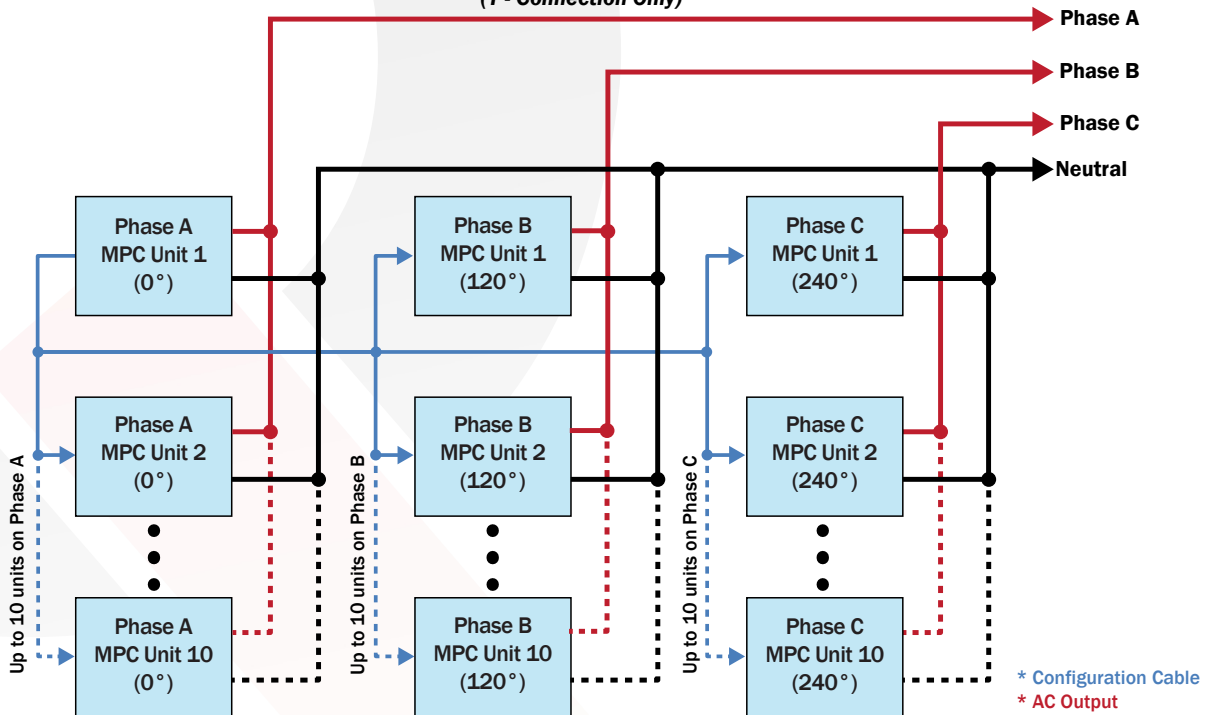 (Y - Connection Only)
Phase A
Phase B
Phase C
Neutral
Phase A
MPC Unit 1
(0°)
Phase B
MPC Unit 1
(120°)
Phase C
MPC Unit 1
(240°)
Phase A
MPC Unit 2
(0°)
Phase B
MPC Unit 2
(120°)
Phase C
MPC Unit 2
(240°)
Up to 10 units on Phase A
Up to 10 units on Phase B
Up to 10 units on Phase C
Phase A
MPC Unit 10
(0°)
Phase B
MPC Unit 10
(120°)
Phase C
MPC Unit 10
(240°)
* Configuration Cable
* AC Output